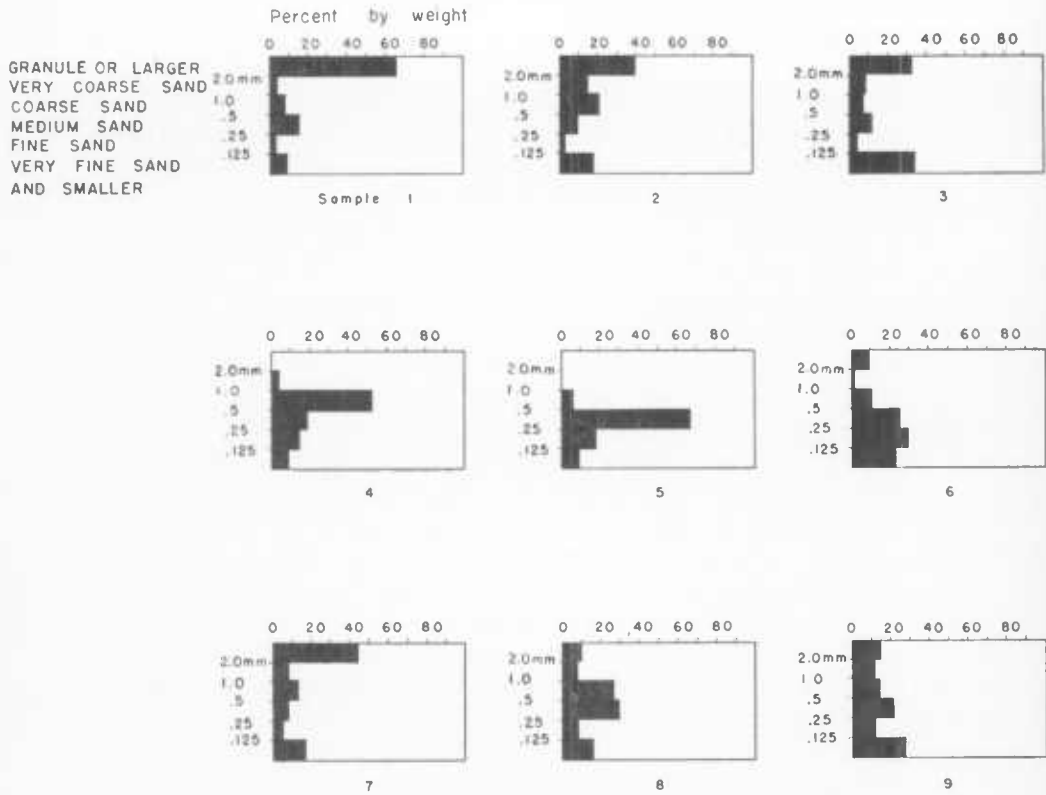 Percent by weight
0 20 40 60 80
0 20 40 60 80
0 20 40 60 80
GRANULE OR LARGER
VERY COARSE SAND
COARSE SAND
MEDIUM SAND
FINE SAND
VERY FINE SAND
AND SMALLER
2.0mm
1.0
.5
.25
.125
2.0mm
1.0
.5
.25
.125
2.0mm
1.0
.5
.25
.125
Sample 1
2
3
0 20 40 60 80
0 20 40 60 80
0 20 40 60 80
2.0mm
1.0
.5
.25
.125
2.0mm
1.0
.5
.25
.125
2.0mm
1.0
.5
.25
.125
4
5
6
0 20 40 60 80
0 20 40 60 80
0 20 40 60 80
2.0mm
1.0
.5
.25
.125
2.0mm
1.0
.5
.25
.125
2.0mm
1.0
.5
.25
.125
7
8
9